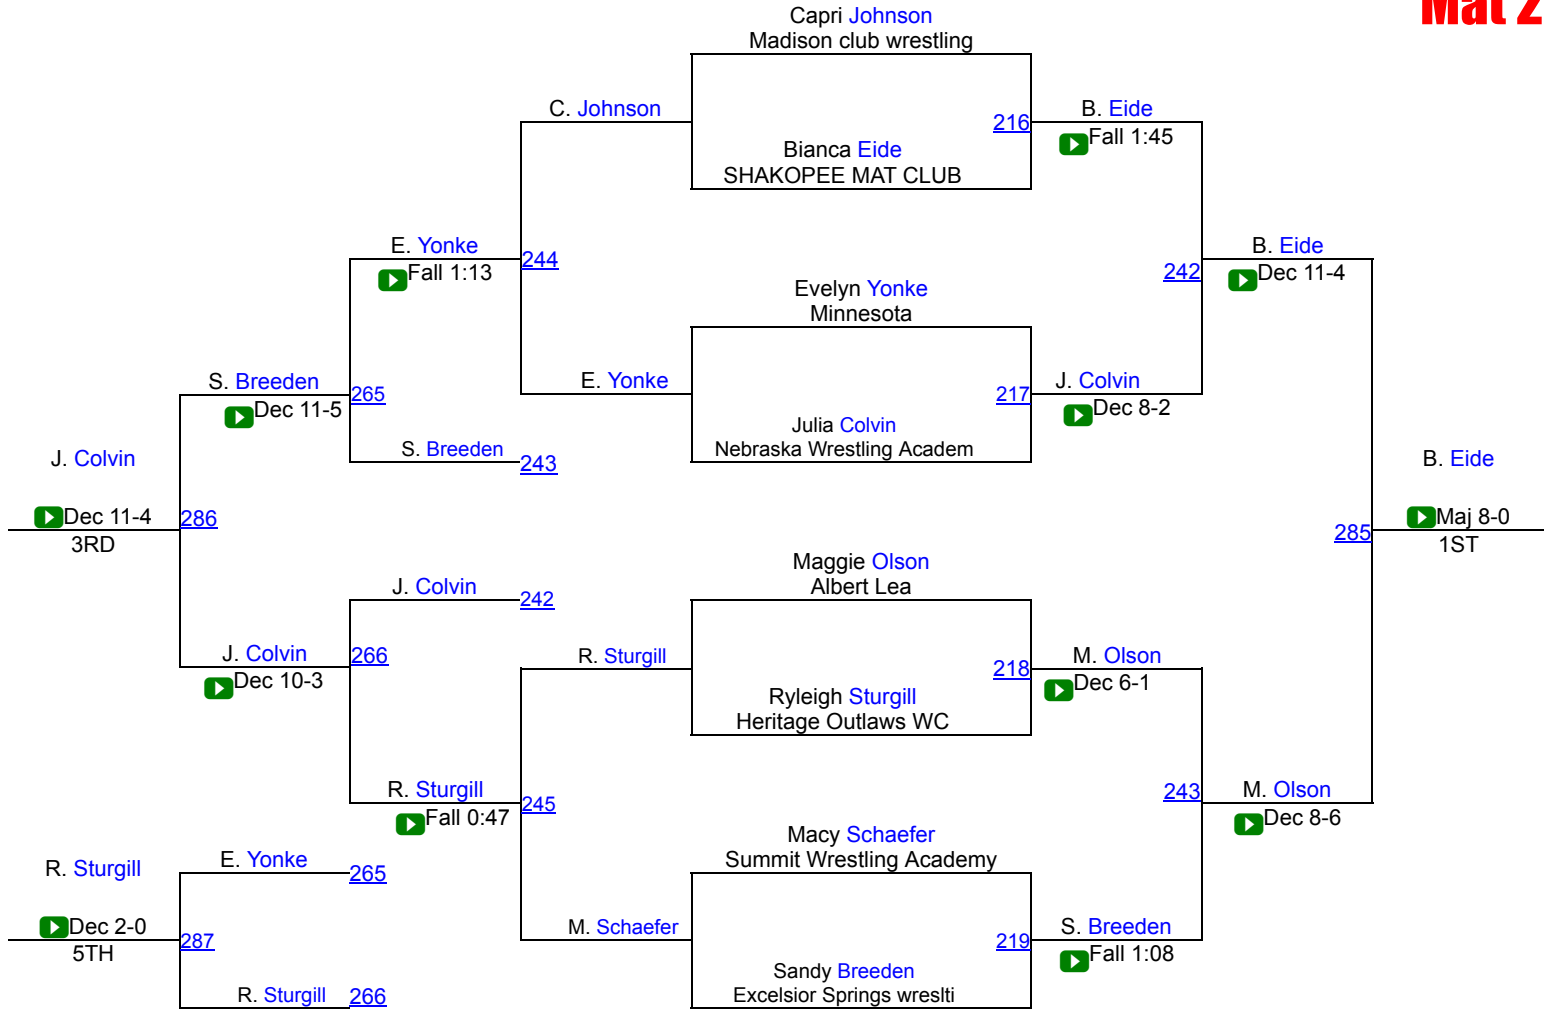 Mat 2
Capri Johnson
Madison club wrestling
C. Johnson
216
B. Eide
Fall 1:45
Bianca Eide
SHAKOPEE MAT CLUB
E. Yonke
Fall 1:13
244
242
B. Eide
Dec 11-4
Evelyn Yonke
Minnesota
S. Breeden
Dec 11-5
265
E. Yonke
217
J. Colvin
Dec 8-2
Julia Colvin
Nebraska Wrestling Academ
S. Breeden
243
J. Colvin
Dec 11-4
3RD
286
B. Eide
285
Maj 8-0
1ST
Maggie Olson
Albert Lea
J. Colvin
242
J. Colvin
Dec 10-3
266
R. Sturgill
218
M. Olson
Dec 6-1
Ryleigh Sturgill
Heritage Outlaws WC
R. Sturgill
Fall 0:47
245
243
M. Olson
Dec 8-6
Macy Schaefer
Summit Wrestling Academy
R. Sturgill
Dec 2-0
5TH
E. Yonke
265
287
M. Schaefer
219
S. Breeden
Fall 1:08
Sandy Breeden
Excelsior Springs wreslti
R. Sturgill
266